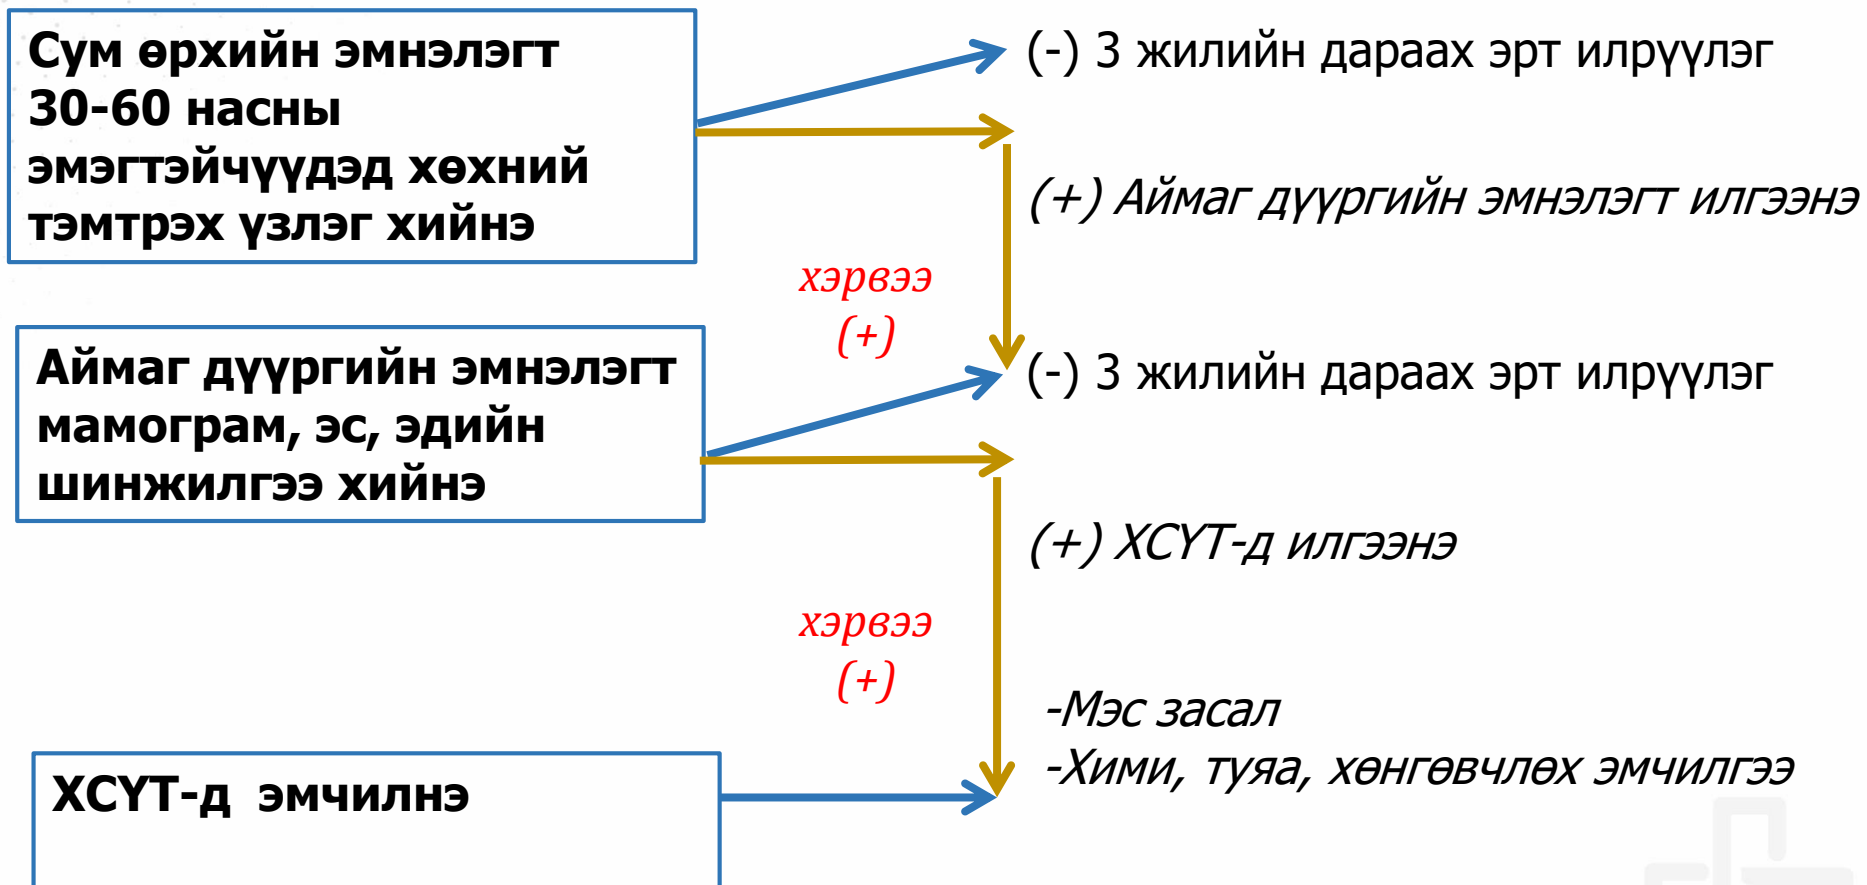 Сум өрхийн эмнэлэгт
30-60 насны
эмэгтэйчүүдэд хөхний
тэмтрэх үзлэг хийнэ
(-) 3 жилийн дараах эрт илрүүлэг
(+) Аймаг дүүргийн эмнэлэгт илгээнэ
хэрвээ
(+)
Аймаг дүүргийн эмнэлэгт
мамограм, эс, эдийн
шинжилгээ хийнэ
(-) 3 жилийн дараах эрт илрүүлэг
(+) ХСҮТ-д илгээнэ
хэрвээ
(+)
ХСҮТ-д эмчилнэ
-Мэс засал
-Хими, туяа, хөнгөвчлөх эмчилгээ